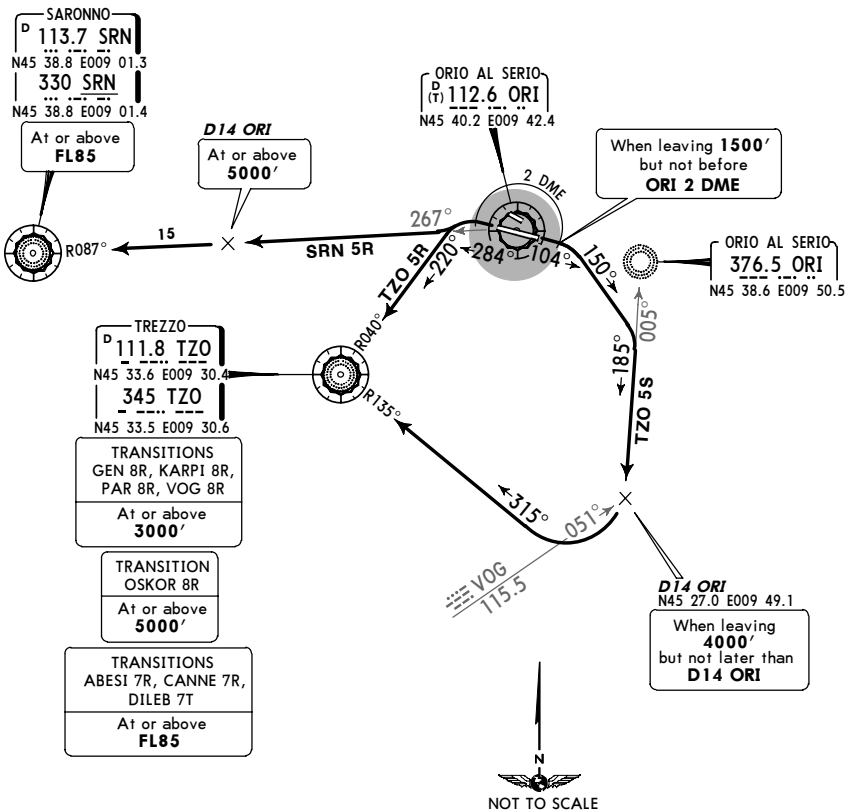 SARONNO
D 113.7 SRN
N45 38.8 E009 01.3
330 SRN
N45 38.8 E009 01.4
At or above
FL85
D14 ORI
At or above
5000'
ORIO AL SERIO
D
(T) 112.6 ORI
N45 40.2 E009 42.4
When leaving 1500'
but not before
ORI 2 DME
2 DME
R087°
15
SRN 5R
267°
TZO 5R
220°
284°
104°
150°
ORIO AL SERIO
376.5 ORI
N45 38.6 E009 50.5
005°
185°
TZO 5S
TREZZO
D 111.8 TZO
N45 33.6 E009 30.4
345 TZO
N45 33.5 E009 30.6
R040°
R135°
TRANSITIONS
GEN 8R, KARPI 8R,
PAR 8R, VOG 8R
At or above
3000'
315°
051°
VOG
115.5
TRANSITION
OSKOR 8R
At or above
5000'
D14 ORI
N45 27.0 E009 49.1
When leaving
4000'
but not later than
D14 ORI
TRANSITIONS
ABESI 7R, CANNE 7R,
DILEB 7T
At or above
FL85
N
NOT TO SCALE